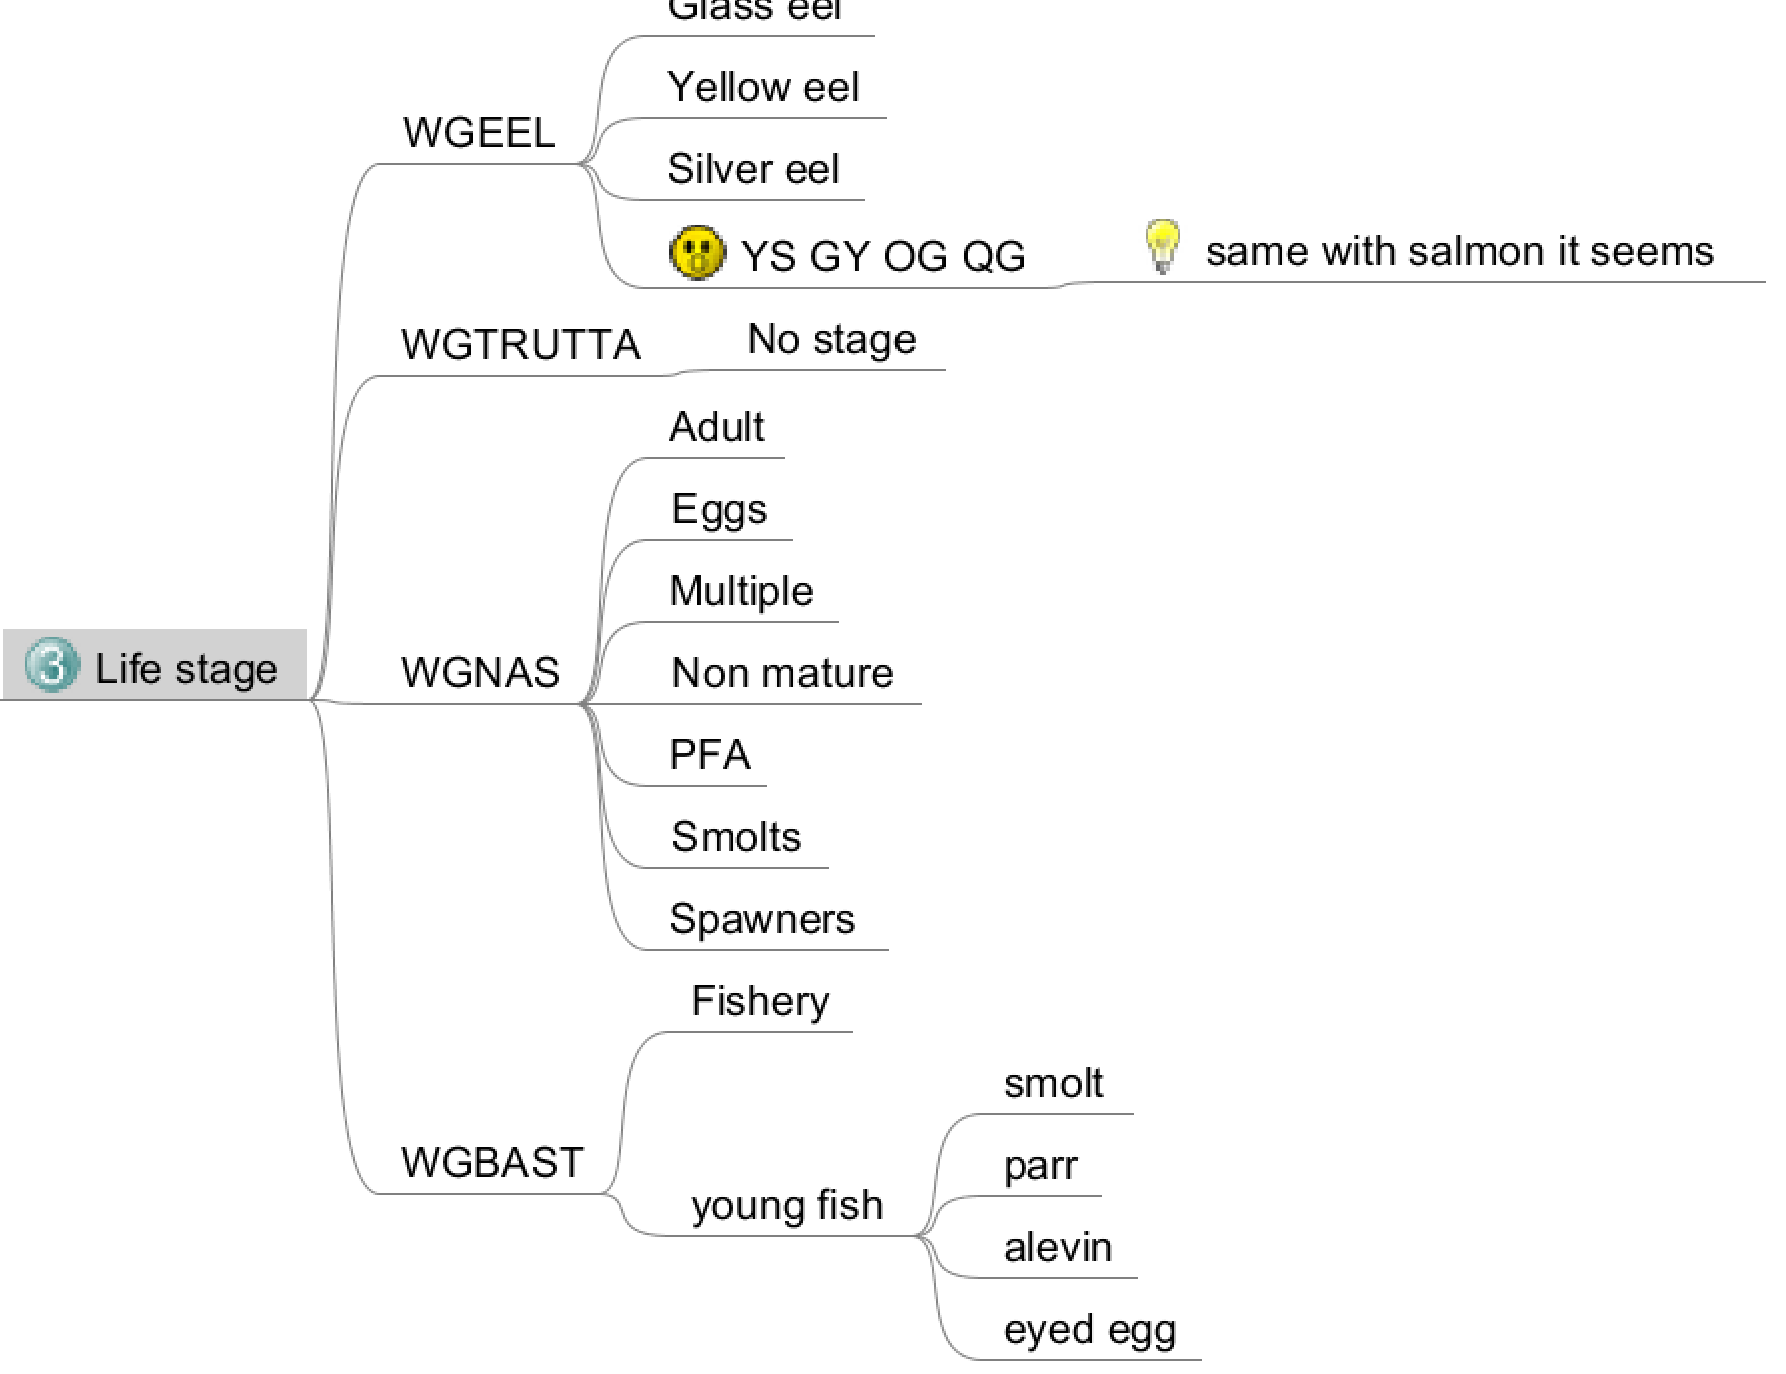 Glass eel
Yellow eel
WGEEL
Silver eel
YS GY OG QG
same with salmon it seems
WGTRUTTA
No stage
Adult
Eggs
Multiple
3 Life stage
WGNAS
Non mature
PFA
Smolts
Spawners
Fishery
smolt
parr
WGBAST
young fish
alevin
eyed egg